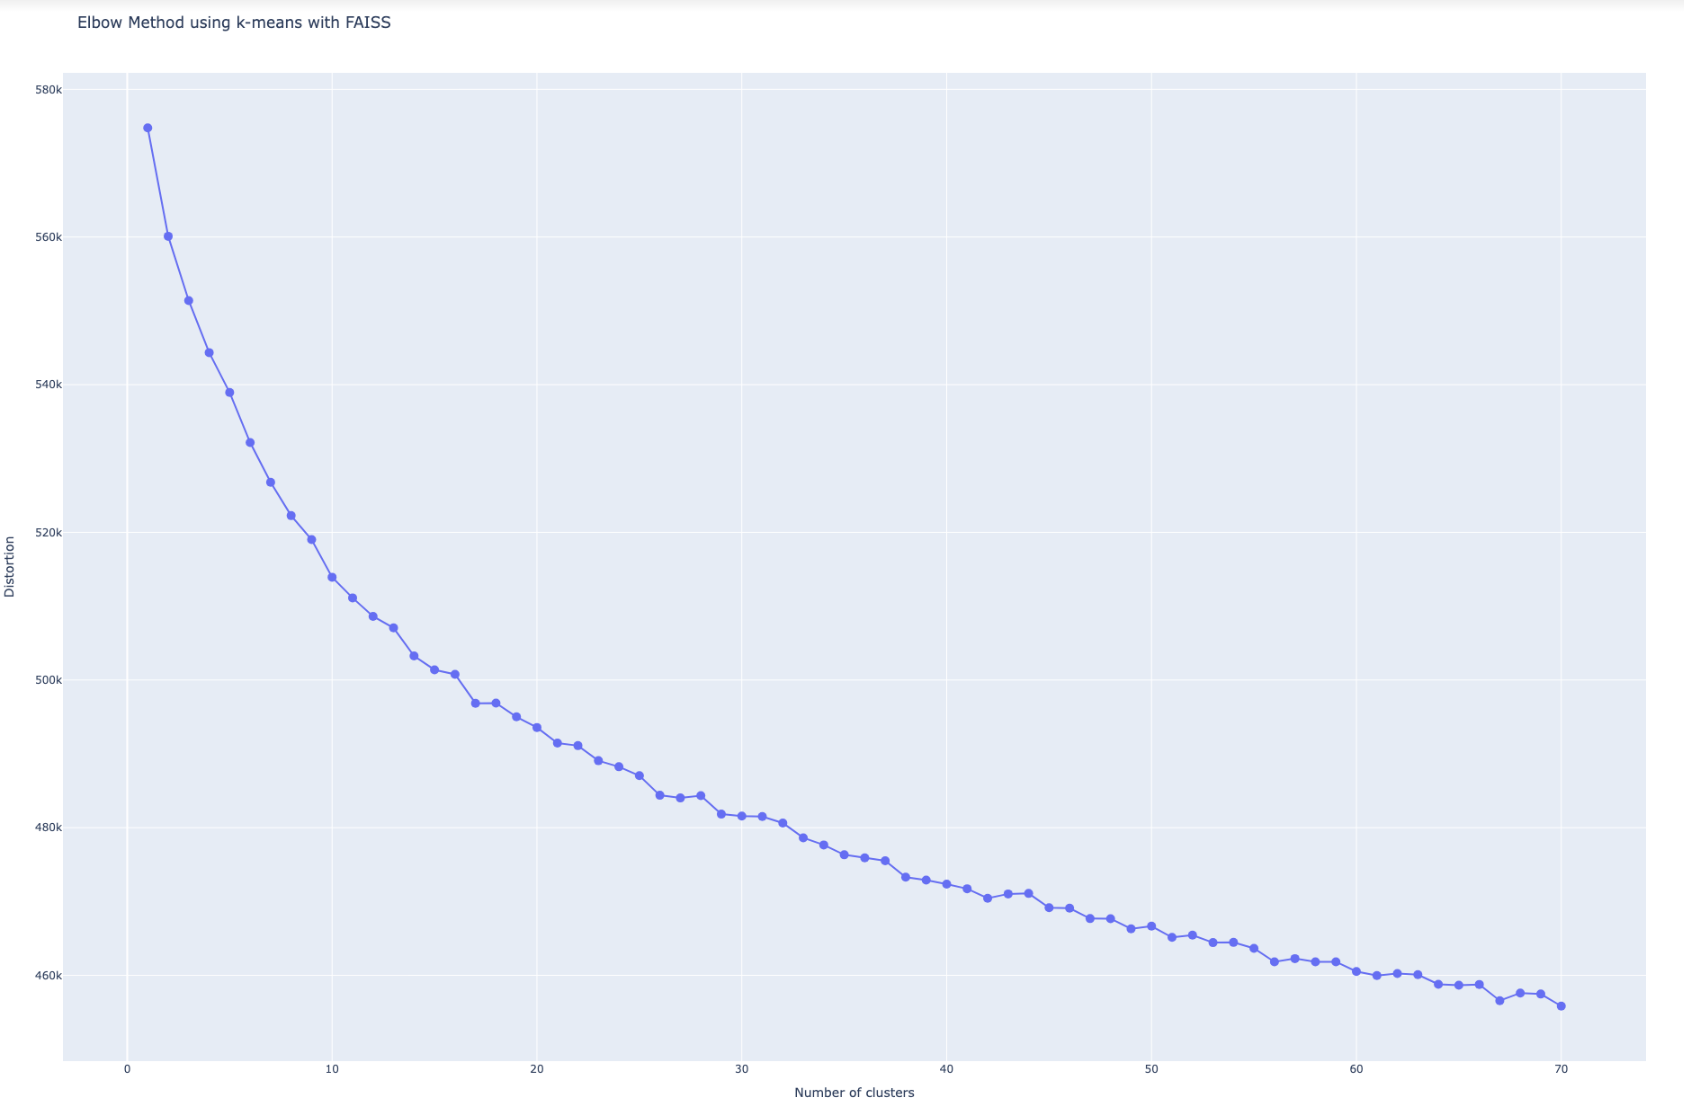 Elbow Method using k-means with FAISS
580k
560k
540k
520k
500k
480k
460k
Distortion
0 10 20 30 40 50 60 70
Number of clusters